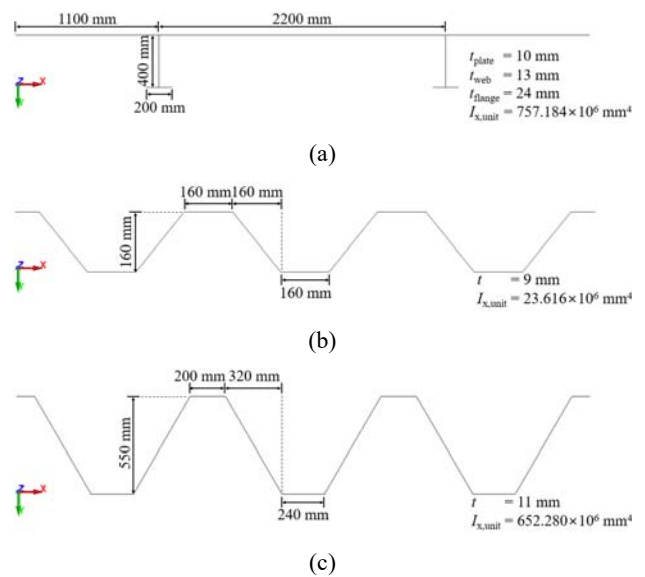 1100 mm
2200 mm
400 mm
200 mm
Z X
Y
t_plate = 10 mm
t_web = 13 mm
t_flange = 24 mm
I_x,unit = 757.184×10⁶ mm⁴
(a)
160 mm 160 mm
160 mm
160 mm
Z X
Y
t = 9 mm
I_x,unit = 23.616×10⁶ mm⁴
(b)
200 mm 320 mm
550 mm
240 mm
Z X
Y
t = 11 mm
I_x,unit = 652.280×10⁶ mm⁴
(c)